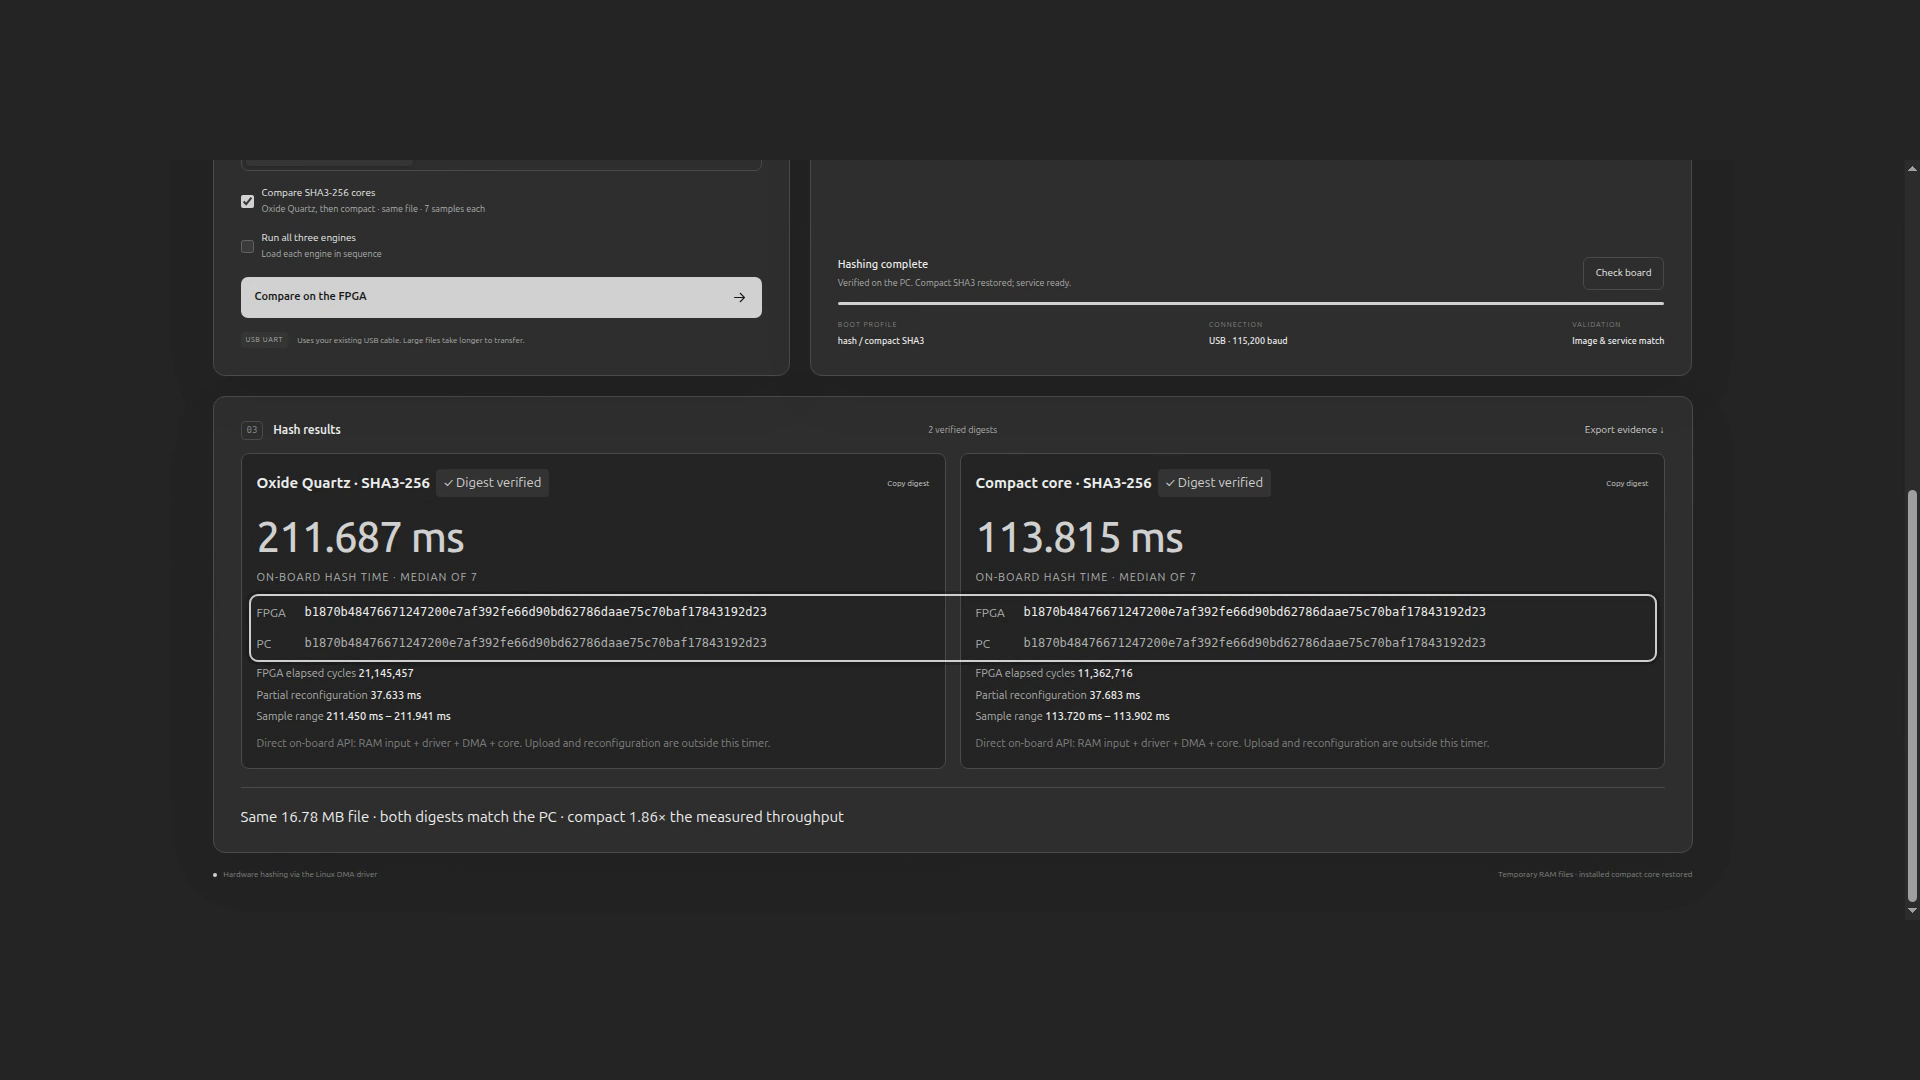 Compare SHA3-256 cores
Oxide Quartz, then compact · same file · 7 samples each
Run all three engines
Load each engine in sequence
Compare on the FPGA →
USB UART Uses your existing USB cable. Large files take longer to transfer.
Hashing complete
Verified on the PC. Compact SHA3 restored; service ready.
Check board
BOOT PROFILE
hash / compact SHA3
CONNECTION
USB · 115,200 baud
VALIDATION
Image & service match
03 Hash results
2 verified digests
Export evidence ↓
Oxide Quartz · SHA3-256 ✓ Digest verified
Copy digest
211.687 ms
ON-BOARD HASH TIME · MEDIAN OF 7
FPGA b1870b48476671247200e7af392fe66d90bd62786daae75c70baf17843192d23
PC b1870b48476671247200e7af392fe66d90bd62786daae75c70baf17843192d23
FPGA elapsed cycles 21,145,457
Partial reconfiguration 37.633 ms
Sample range 211.450 ms – 211.941 ms
Direct on-board API: RAM input + driver + DMA + core. Upload and reconfiguration are outside this timer.
Compact core · SHA3-256 ✓ Digest verified
Copy digest
113.815 ms
ON-BOARD HASH TIME · MEDIAN OF 7
FPGA b1870b48476671247200e7af392fe66d90bd62786daae75c70baf17843192d23
PC b1870b48476671247200e7af392fe66d90bd62786daae75c70baf17843192d23
FPGA elapsed cycles 11,362,716
Partial reconfiguration 37.683 ms
Sample range 113.720 ms – 113.902 ms
Direct on-board API: RAM input + driver + DMA + core. Upload and reconfiguration are outside this timer.
Same 16.78 MB file · both digests match the PC · compact 1.86× the measured throughput
Hardware hashing via the Linux DMA driver
Temporary RAM files · installed compact core restored